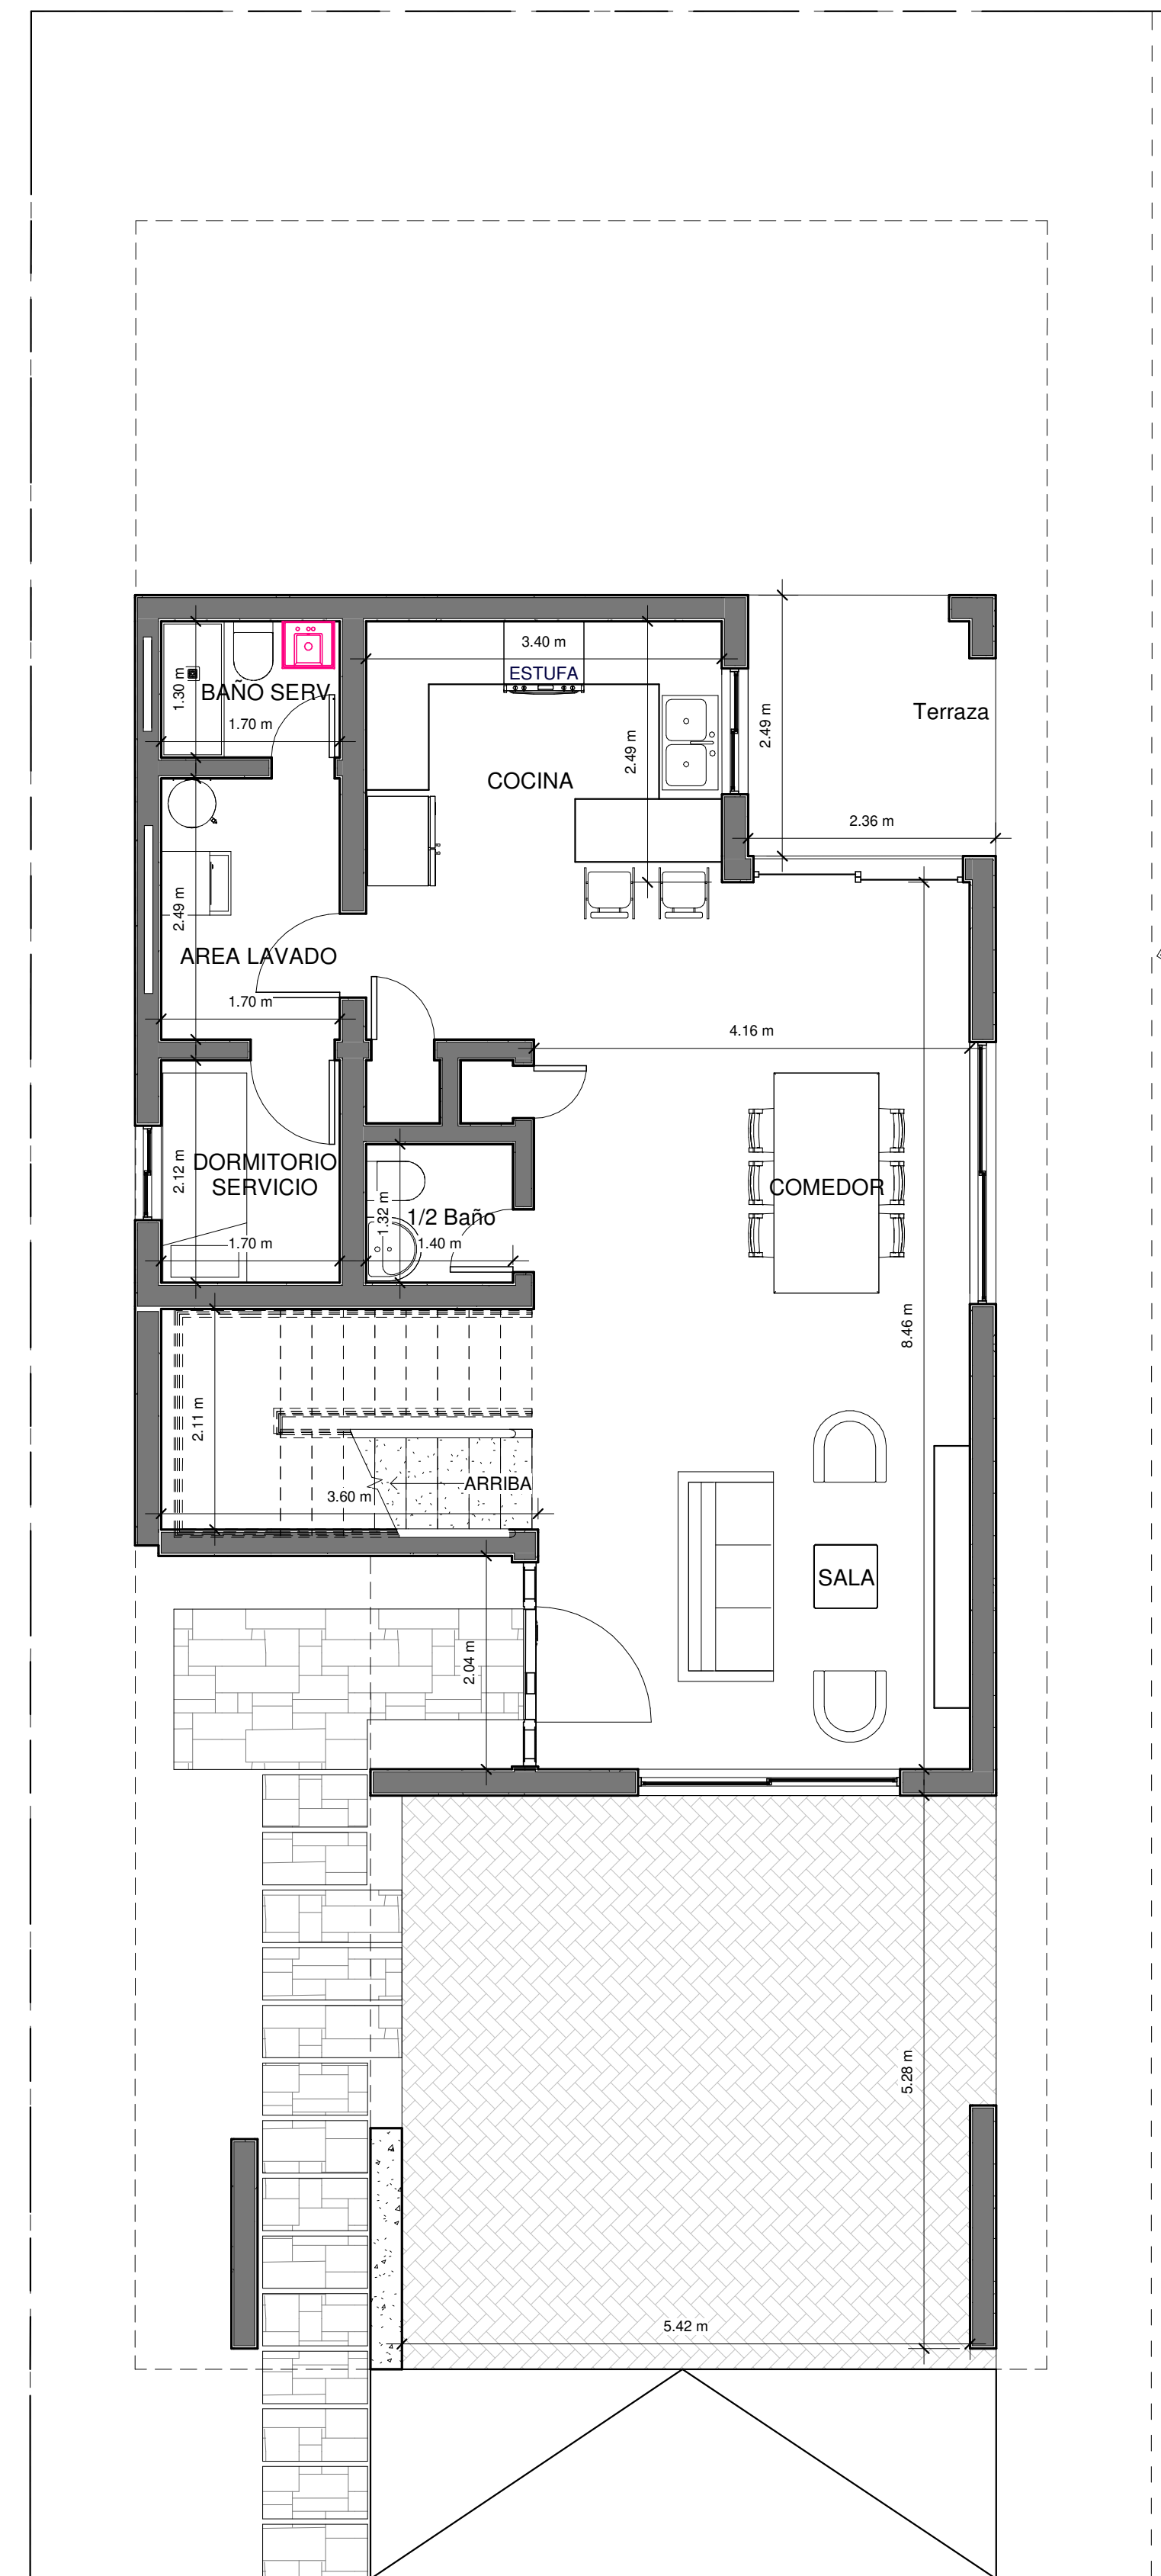 3.40 m
ESTUFA
1.30 m
BAÑO SERV.
1.70 m
2.49 m
2.49 m
Terraza
COCINA
2.36 m
2.49 m
AREA LAVADO
1.70 m
4.16 m
2.12 m
DORMITORIO
SERVICIO
1.70 m
1.32 m
1/2 Baño
1.40 m
COMEDOR
8.46 m
2.11 m
ARRIBA
3.60 m
SALA
2.04 m
5.28 m
5.42 m